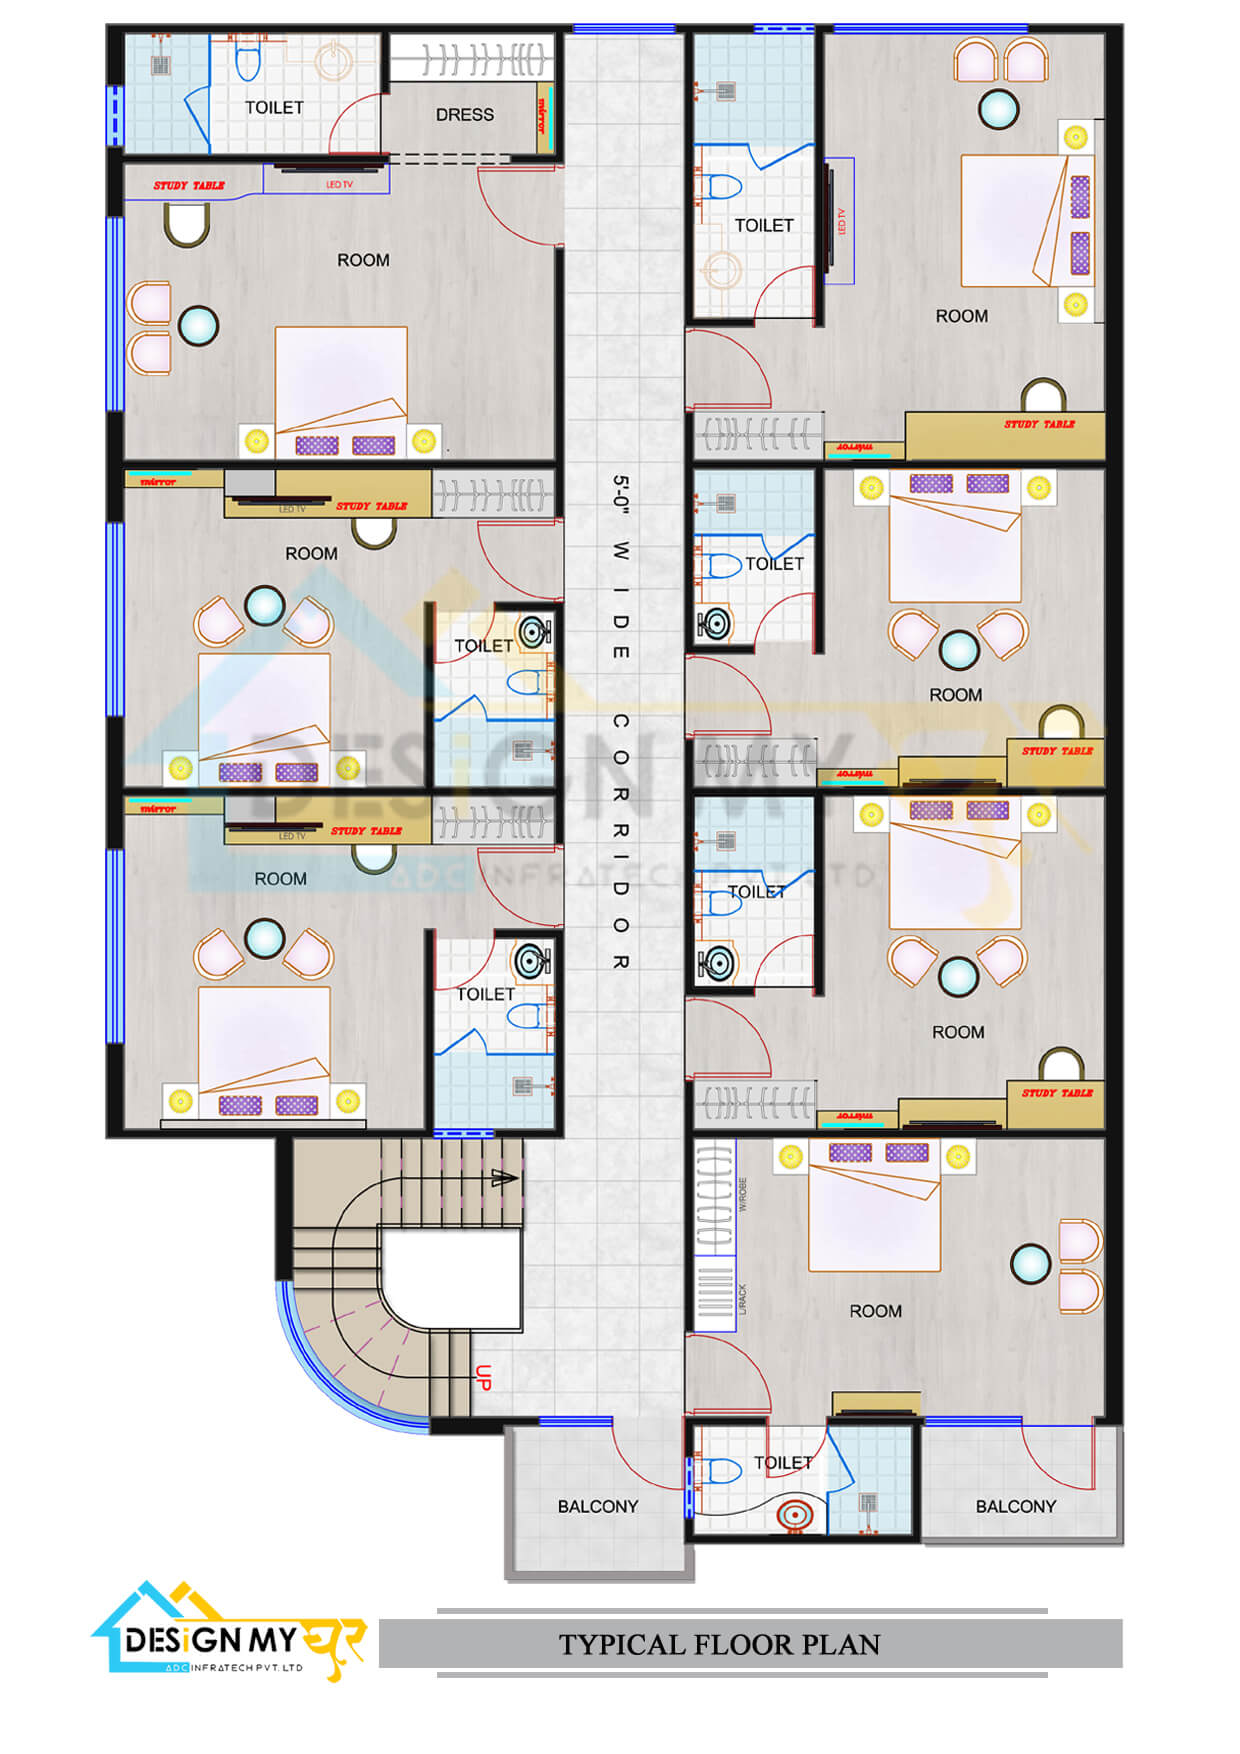 TOILET
DRESS
mirror
STUDY TABLE
LED TV
ROOM
TOILET
LED TV
ROOM
STUDY TABLE
mirror
mirror
STUDY TABLE
LED TV
ROOM
TOILET
5'-0" WIDE CORRIDOR
TOILET
ROOM
STUDY TABLE
mirror
DESiGN MY घर
ADC INFRATECH PVT. LTD
mirror
STUDY TABLE
LED TV
ROOM
TOILET
TOILET
ROOM
STUDY TABLE
mirror
W/ROBE
L/RACK
ROOM
UP
BALCONY
TOILET
BALCONY
DESiGN MY घर
ADC INFRATECH PVT. LTD
TYPICAL FLOOR PLAN